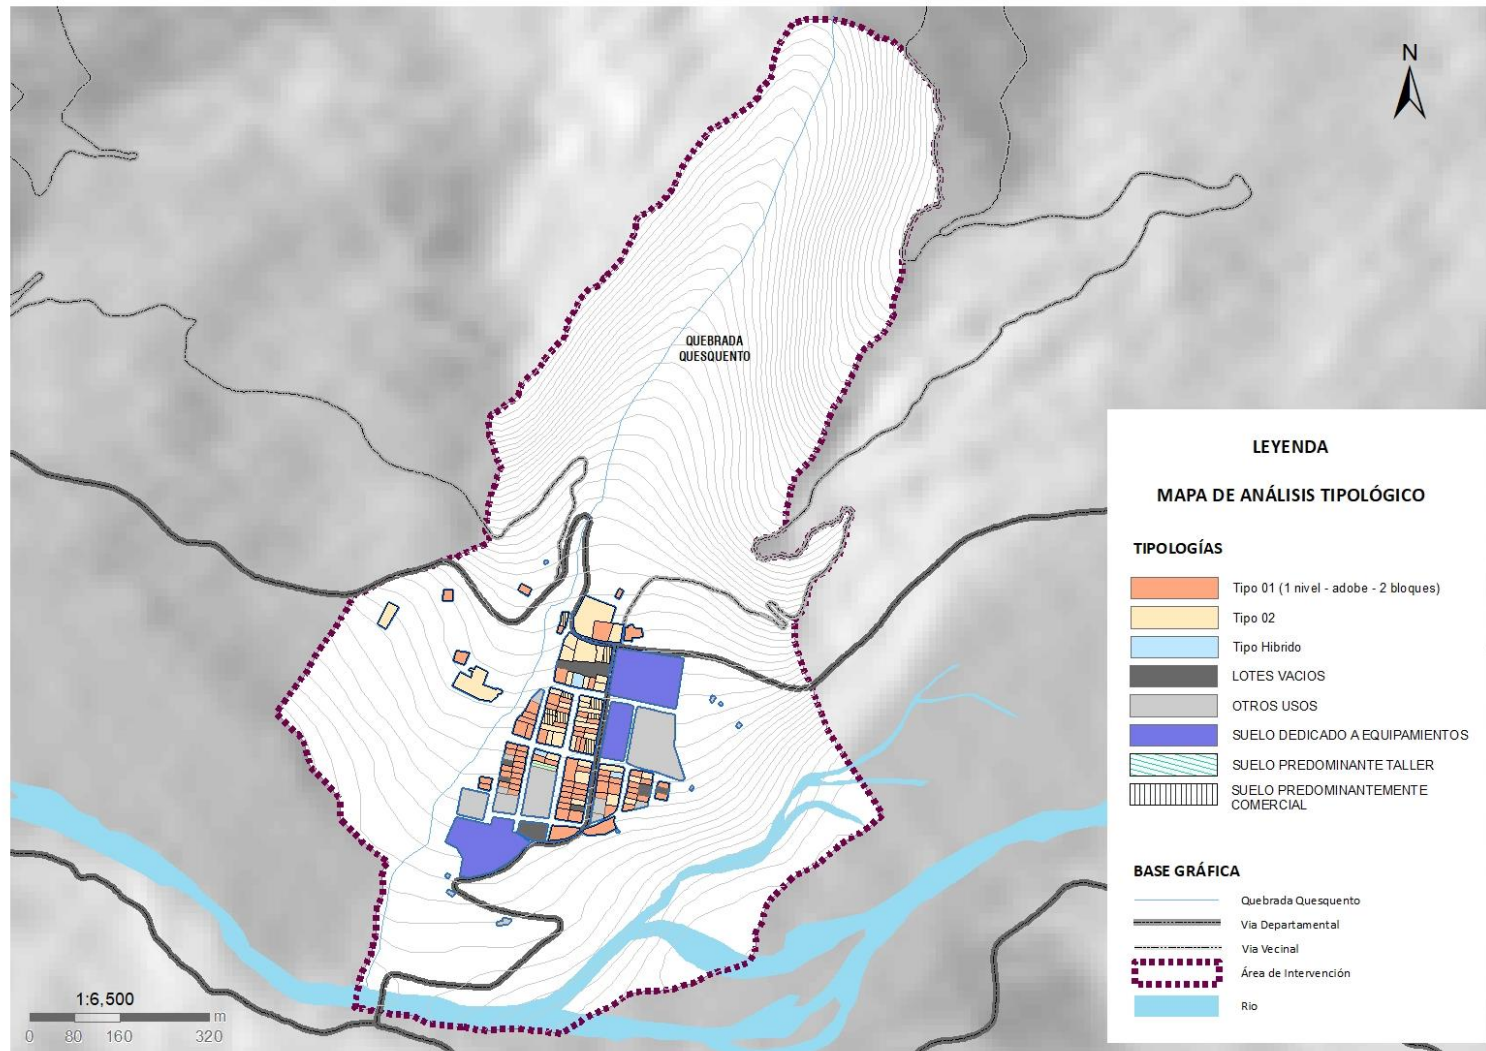 N
QUEBRADA
QUESQUENTO
LEYENDA
MAPA DE ANÁLISIS TIPOLÓGICO
TIPOLOGÍAS
Tipo 01 (1 nivel - adobe - 2 bloques)
Tipo 02
Tipo Hibrido
LOTES VACIOS
OTROS USOS
SUELO DEDICADO A EQUIPAMIENTOS
SUELO PREDOMINANTE TALLER
SUELO PREDOMINANTEMENTE
COMERCIAL
BASE GRÁFICA
Quebrada Quesquento
Via Departamental
Via Vecinal
Área de Intervención
Rio
1:6,500
m
0 80 160 320